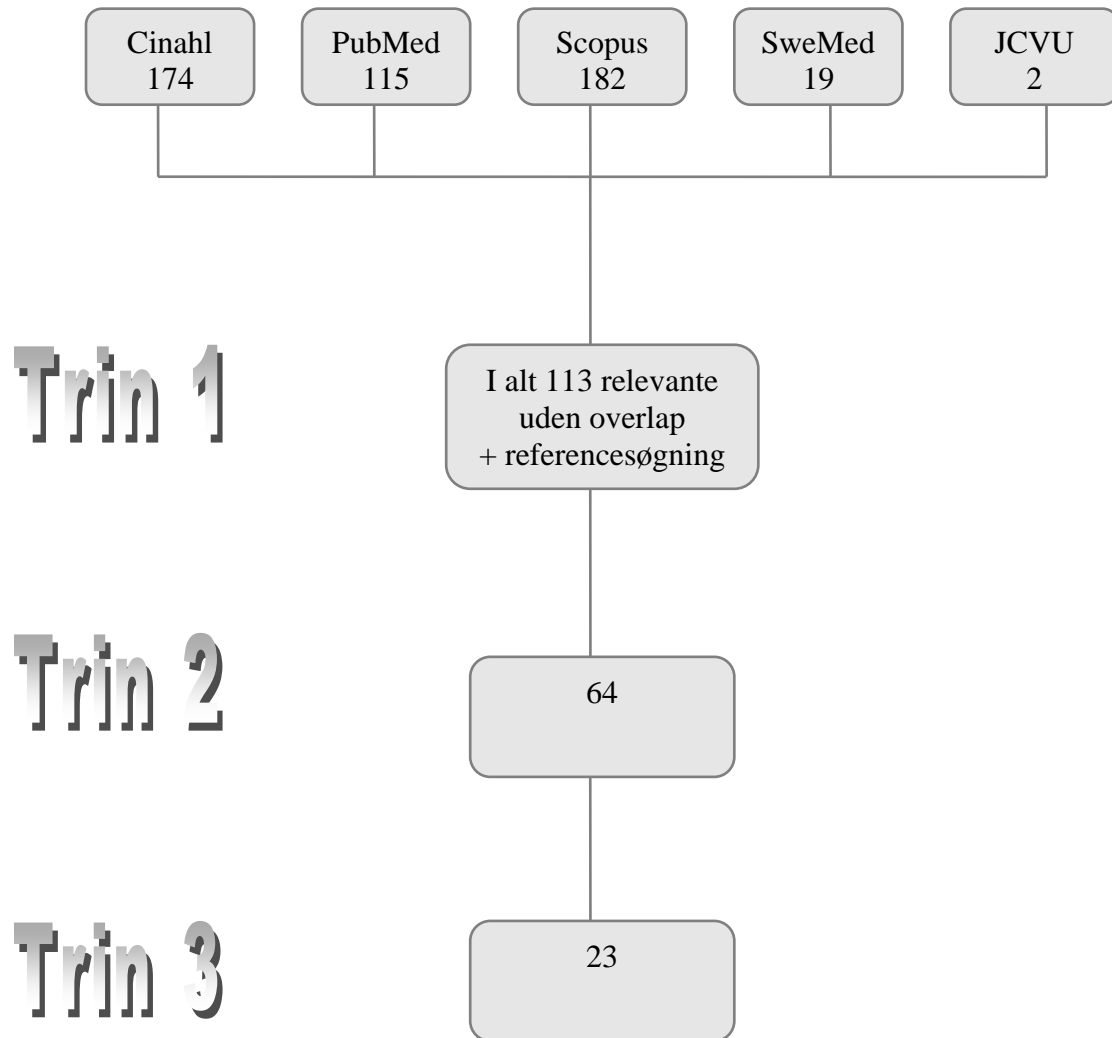 Cinahl
174
PubMed
115
Scopus
182
SweMed
19
JCVU
2
Trin 1
I alt 113 relevante
uden overlap
+ referencesøgning
Trin 2
64
Trin 3
23